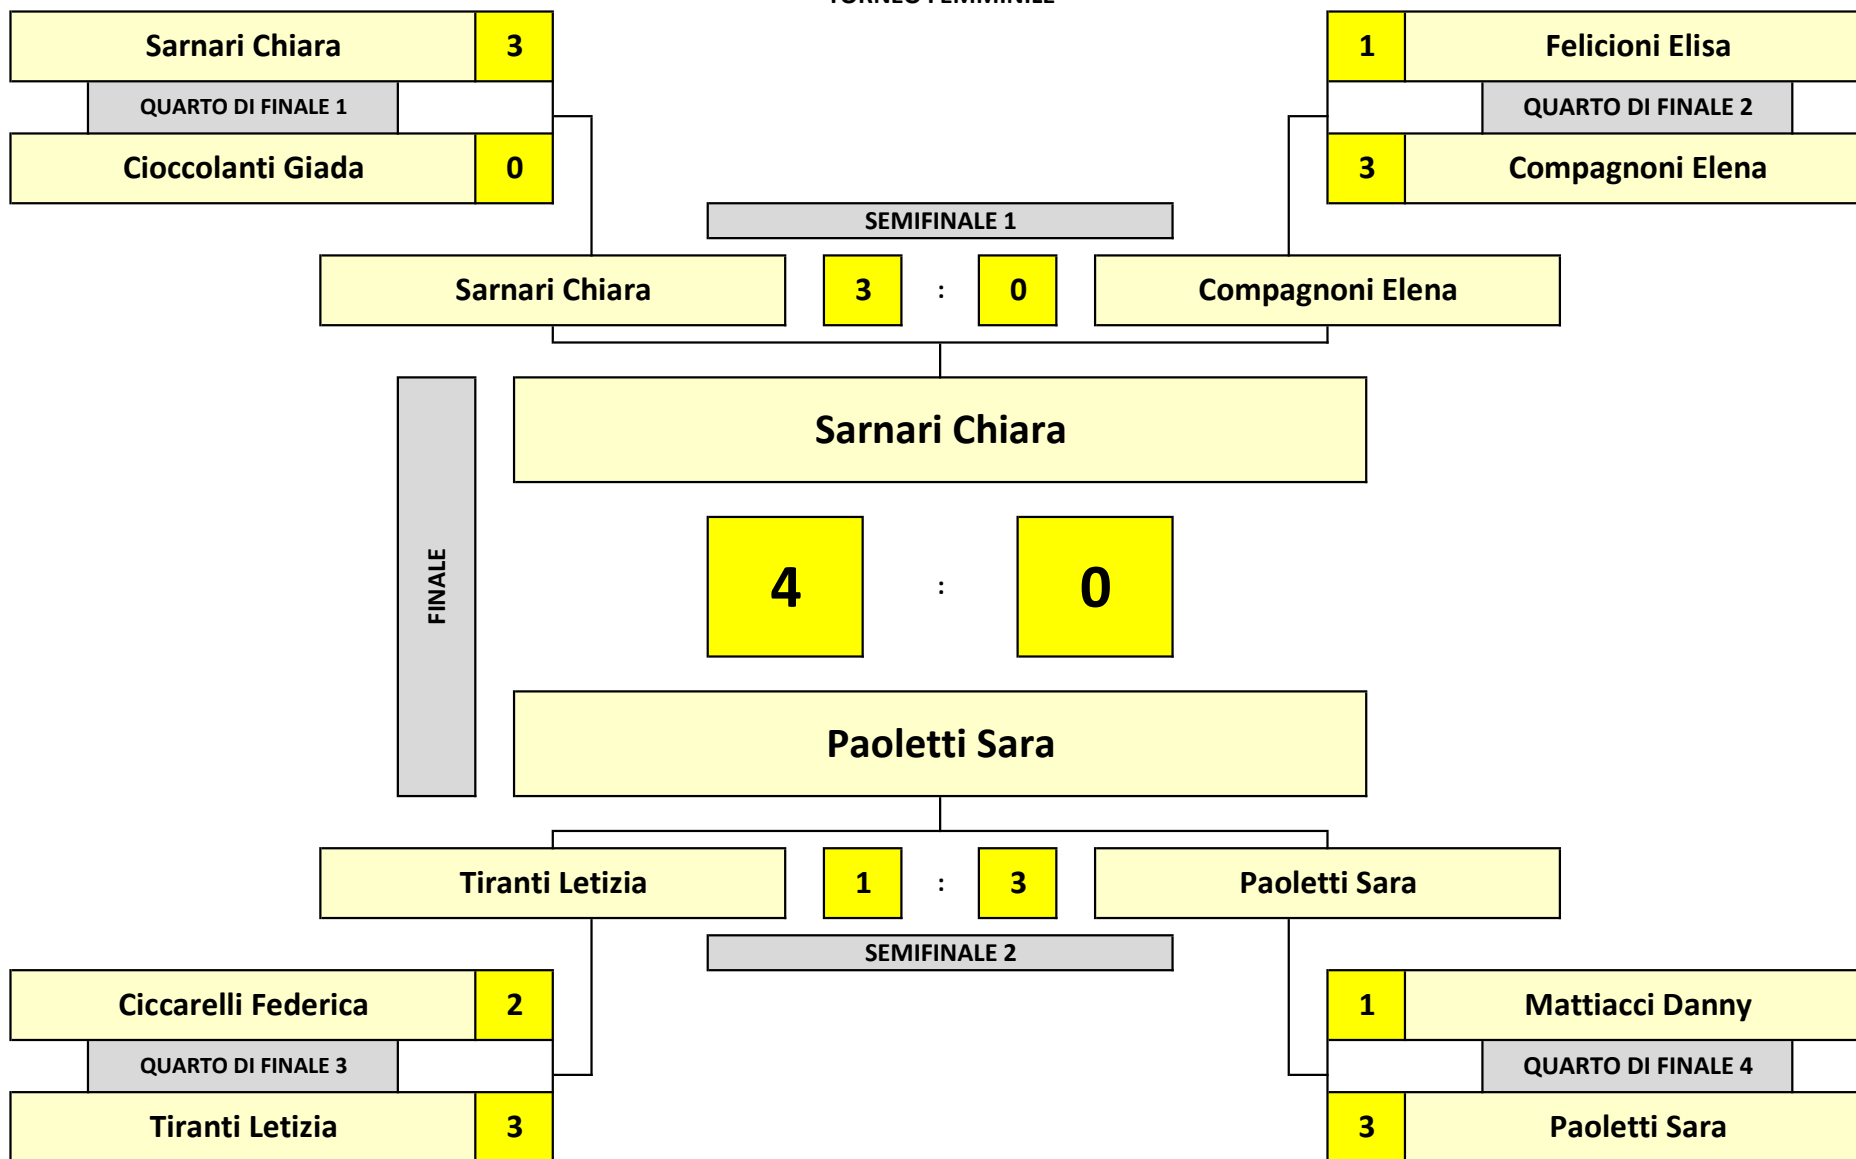 TORNEO FEMMINILE
Sarnari Chiara 3
1 Felicioni Elisa
QUARTO DI FINALE 1
QUARTO DI FINALE 2
Cioccolanti Giada 0
3 Compagnoni Elena
SEMIFINALE 1
Sarnari Chiara 3 : 0 Compagnoni Elena
Sarnari Chiara
FINALE
4 : 0
Paoletti Sara
Tiranti Letizia 1 : 3 Paoletti Sara
SEMIFINALE 2
Ciccarelli Federica 2
1 Mattiacci Danny
QUARTO DI FINALE 3
QUARTO DI FINALE 4
Tiranti Letizia 3
3 Paoletti Sara